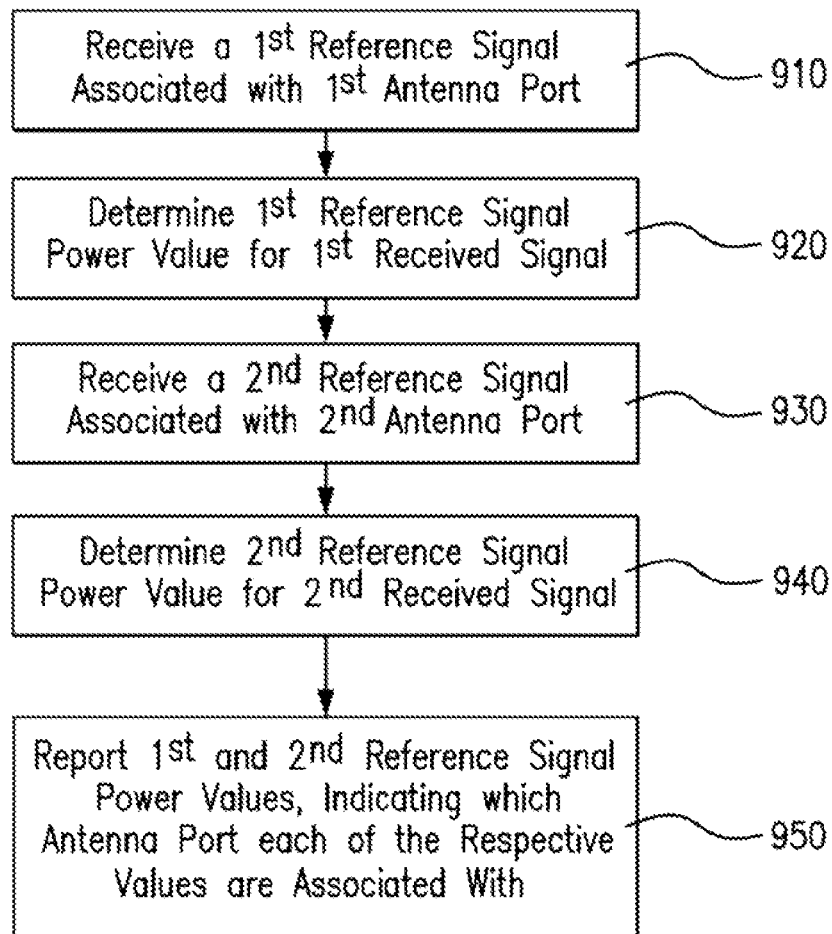 Receive a 1st Reference Signal
Associated with 1st Antenna Port
910
Determine 1st Reference Signal
Power Value for 1st Received Signal
920
Receive a 2nd Reference Signal
Associated with 2nd Antenna Port
930
Determine 2nd Reference Signal
Power Value for 2nd Received Signal
940
Report 1st and 2nd Reference Signal
Power Values, Indicating which
Antenna Port each of the Respective
Values are Associated With
950